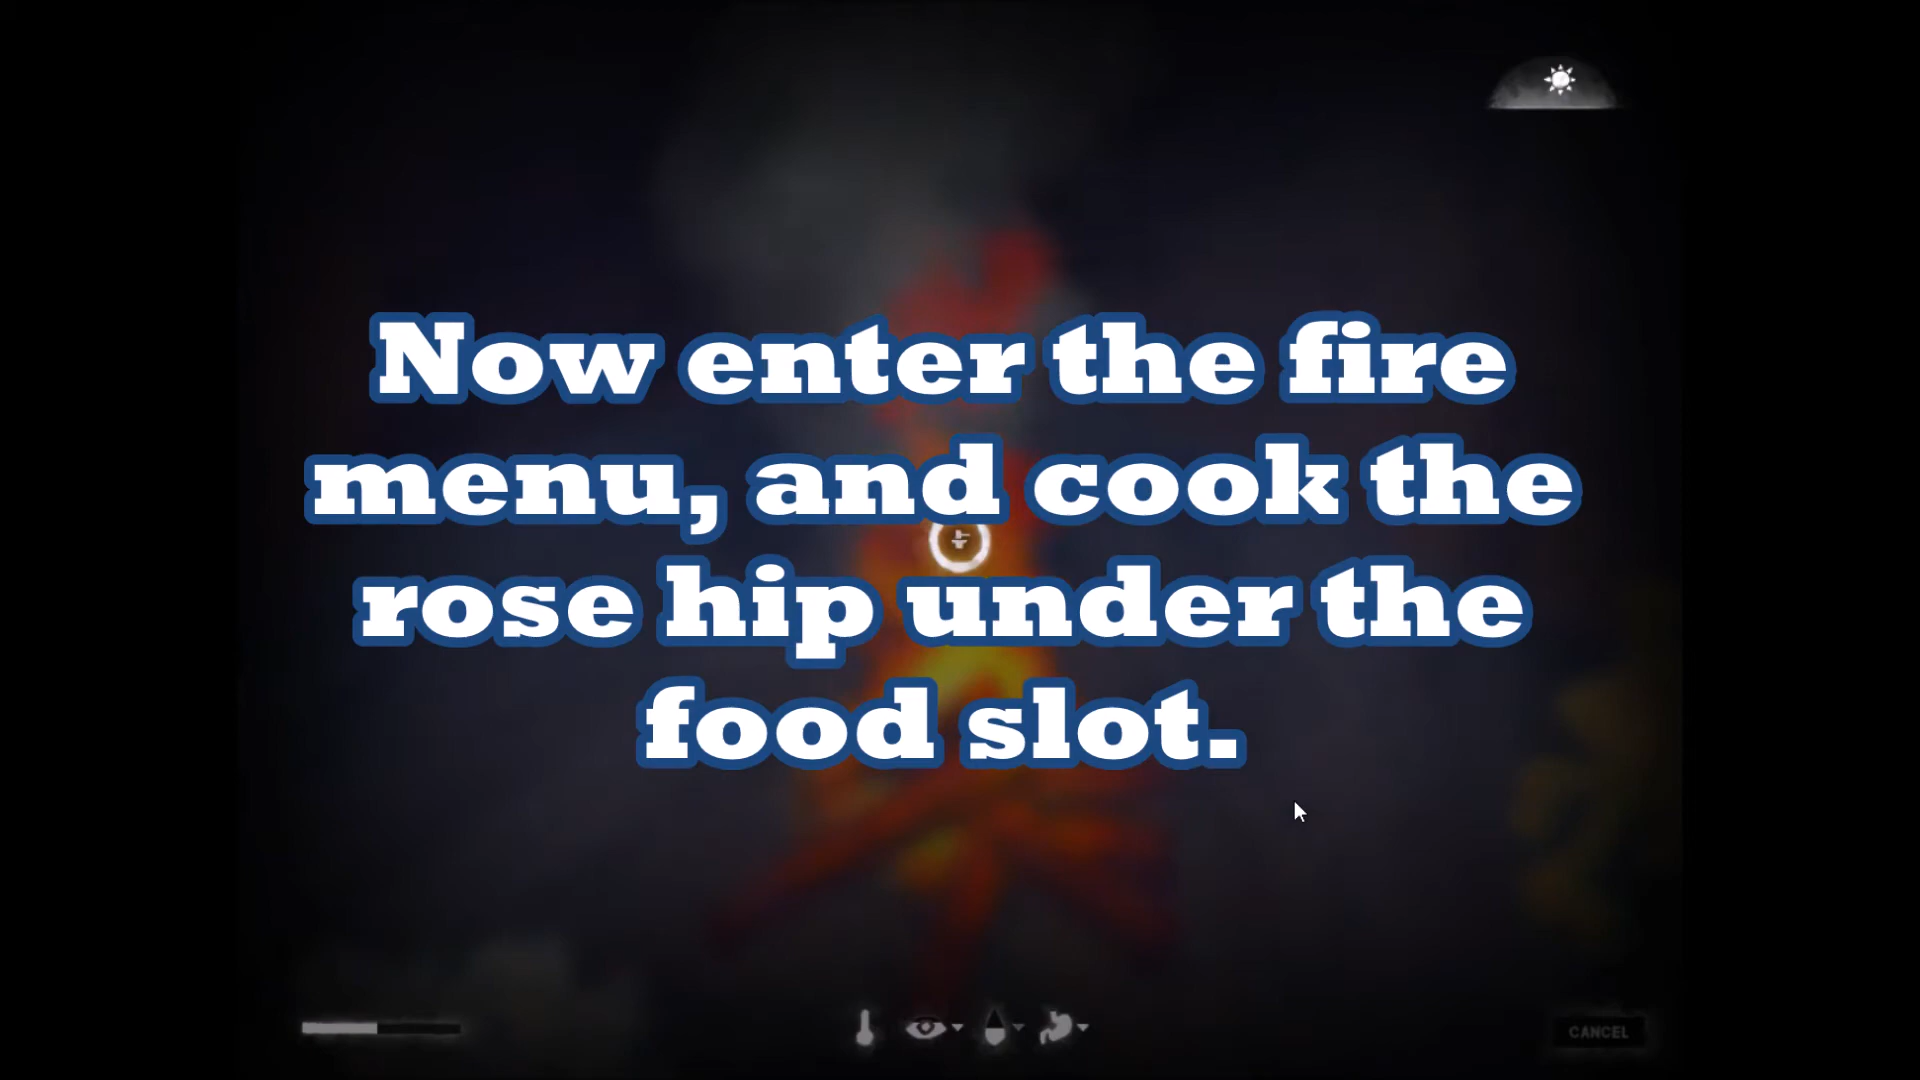 Now enter the fire
menu, and cook the
rose hip under the
food slot.
CANCEL